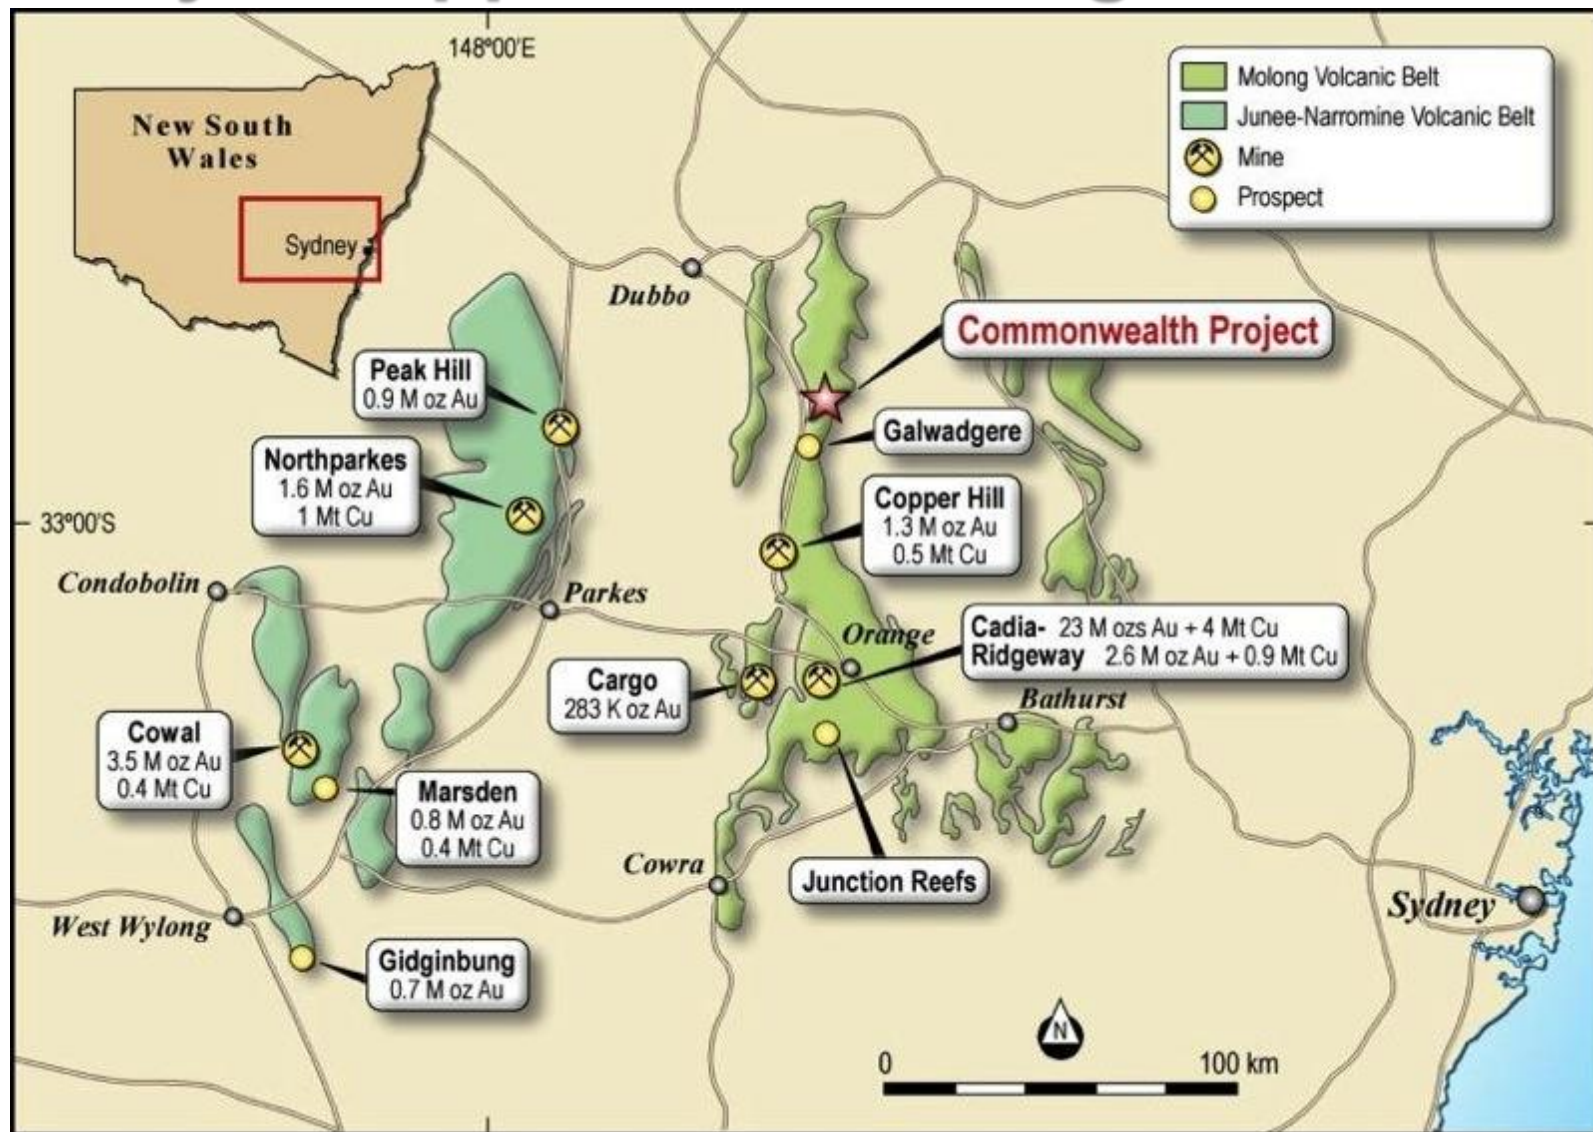 148º00'E
New South
Wales
Sydney
Molong Volcanic Belt
Junee-Narromine Volcanic Belt
Mine
Prospect
Dubbo
Commonwealth Project
Peak Hill
0.9 M oz Au
Galwadgere
Northparkes
1.6 M oz Au
1 Mt Cu
Copper Hill
1.3 M oz Au
0.5 Mt Cu
33º00'S
Condobolin
Parkes
Orange
Cadia- 23 M ozs Au + 4 Mt Cu
Ridgeway 2.6 M oz Au + 0.9 Mt Cu
Cargo
283 K oz Au
Bathurst
Cowal
3.5 M oz Au
0.4 Mt Cu
Marsden
0.8 M oz Au
0.4 Mt Cu
Cowra
Junction Reefs
Sydney
West Wylong
Gidginbung
0.7 M oz Au
N
0 100 km